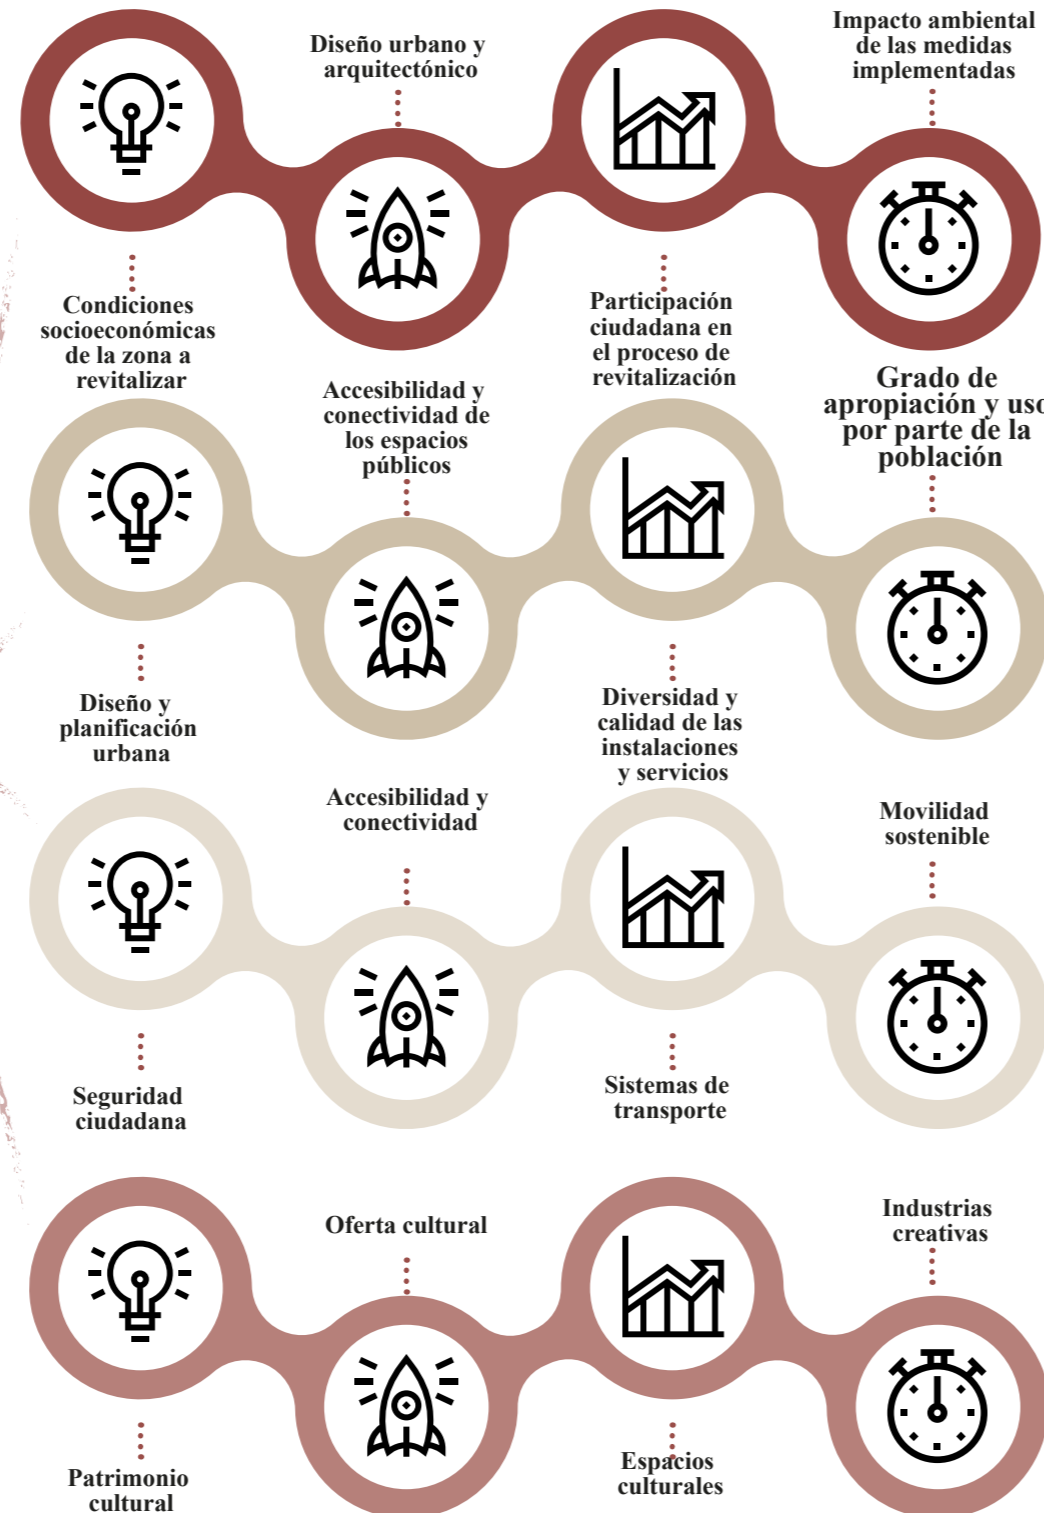 Diseño urbano y
arquitectónico
Impacto ambiental
de las medidas
implementadas
Condiciones
socioeconómicas
de la zona a
revitalizar
Participación
ciudadana en
el proceso de
revitalización
Accesibilidad y
conectividad de
los espacios
públicos
Grado de
apropiación y uso
por parte de la
población
Diseño y
planificación
urbana
Diversidad y
calidad de las
instalaciones
y servicios
Accesibilidad y
conectividad
Movilidad
sostenible
Seguridad
ciudadana
Sistemas de
transporte
Oferta cultural
Industrias
creativas
Patrimonio
cultural
Espacios
culturales